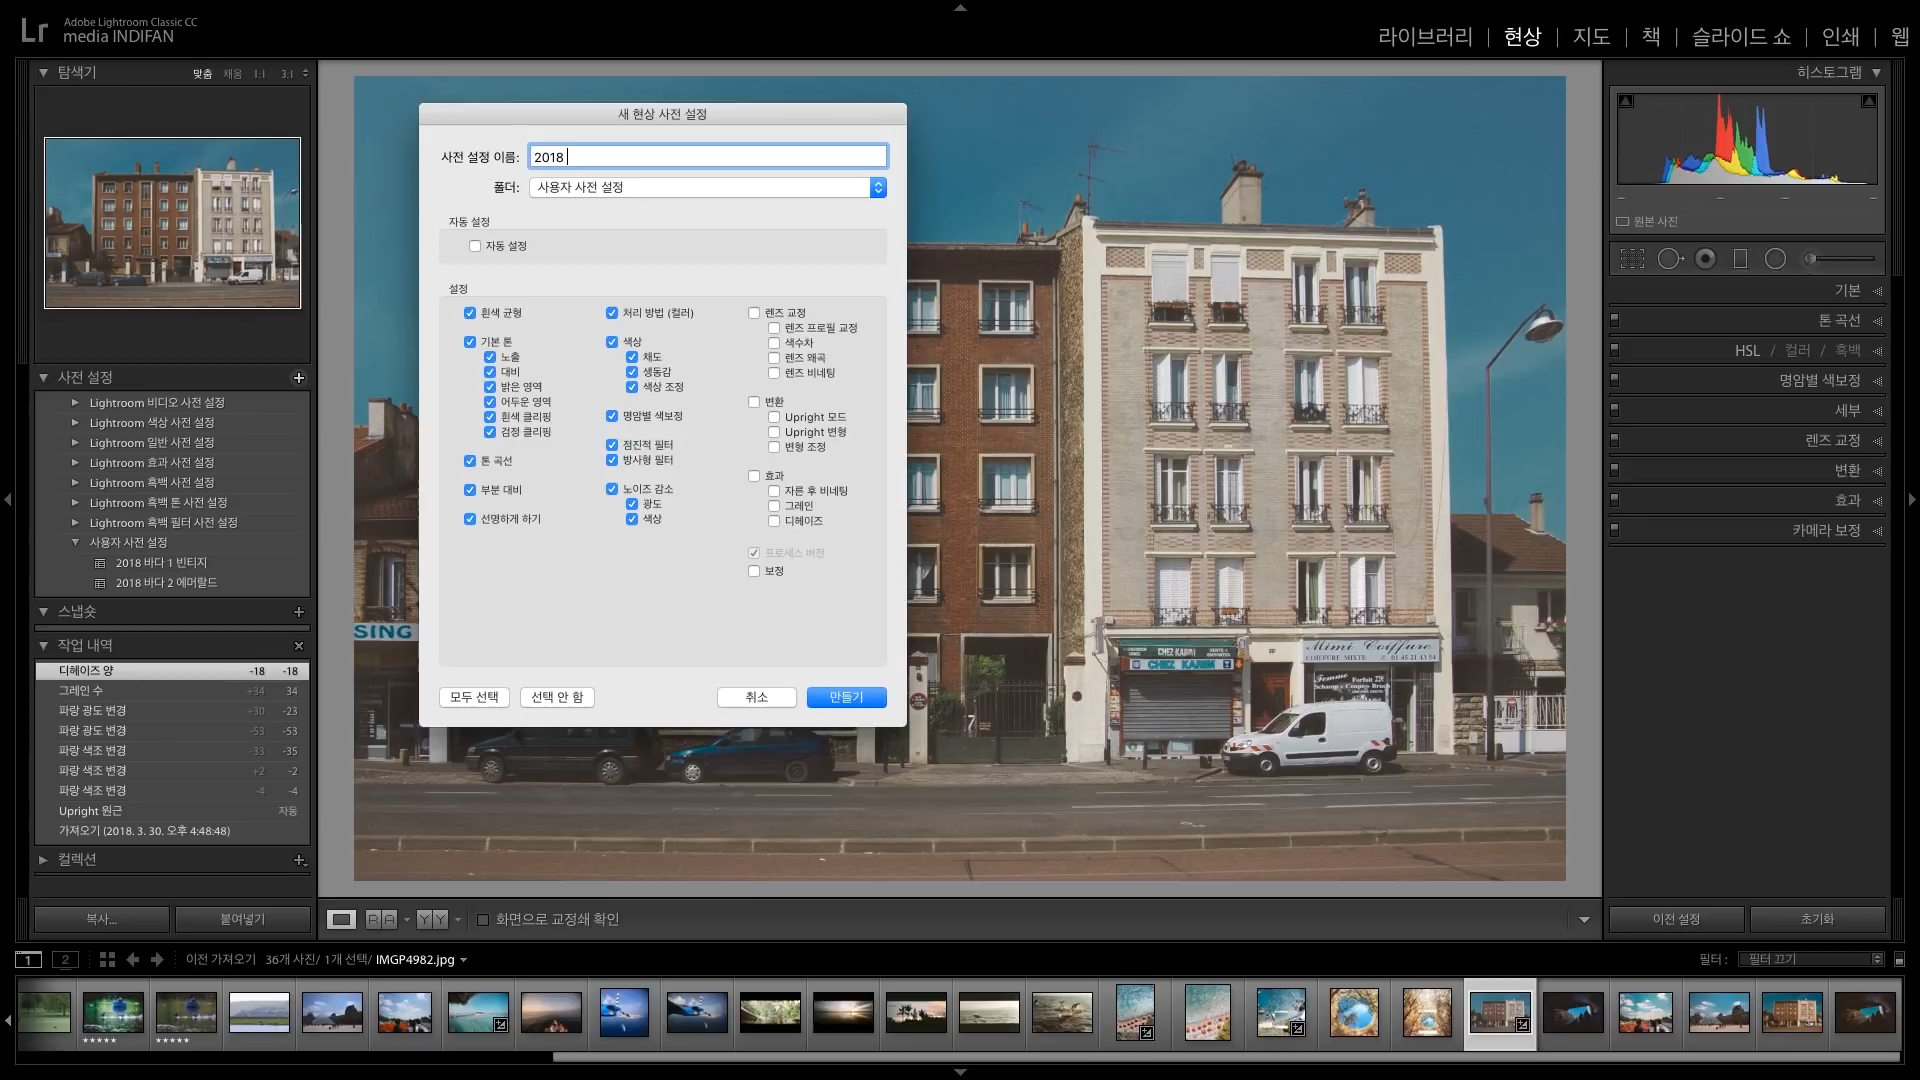 Lr Adobe Lightroom Classic CC
media INDIFAN
라이브러리 | 현상 | 지도 | 책 | 슬라이드 쇼 | 인쇄 | 웹
탐색기 맞춤 채움 1:1 3:1
사전 설정
Lightroom 비디오 사전 설정
Lightroom 색상 사전 설정
Lightroom 일반 사전 설정
Lightroom 효과 사전 설정
Lightroom 흑백 사전 설정
Lightroom 흑백 톤 사전 설정
Lightroom 흑백 필터 사전 설정
사용자 사전 설정
2018 바다 1 빈티지
2018 바다 2 에머랄드
스냅숏
작업 내역
디헤이즈 양 -18 -18
그레인 수 +34 34
파랑 광도 변경 +30 -23
파랑 광도 변경 -53 -53
파랑 색조 변경 -33 -35
파랑 색조 변경 +2 -2
파랑 색조 변경 -4 -4
Upright 원근 자동
가져오기 (2018. 3. 30. 오후 4:48:48)
컬렉션
복사... 붙여넣기
새 현상 사전 설정
사전 설정 이름: 2018
폴더: 사용자 사전 설정
자동 설정
자동 설정
설정
흰색 균형
기본 톤
노출
대비
밝은 영역
어두운 영역
흰색 클리핑
검정 클리핑
톤 곡선
부분 대비
선명하게 하기
처리 방법 (컬러)
색상
채도
생동감
색상 조정
명암별 색보정
점진적 필터
방사형 필터
노이즈 감소
광도
색상
렌즈 교정
렌즈 프로필 교정
색수차
렌즈 왜곡
렌즈 비네팅
변환
Upright 모드
Upright 변형
변형 조정
효과
자른 후 비네팅
그레인
디헤이즈
프로세스 버전
보정
모두 선택 선택 안 함 취소 만들기
SING
CHEZ KARIM
CHEZ KARIM
Mimi Coiffure
COIFFURE MIXTE
Femme
Forfait 22€
7
히스토그램
원본 사진
기본
톤 곡선
HSL / 컬러 / 흑백
명암별 색보정
세부
렌즈 교정
변환
효과
카메라 보정
이전 설정 초기화
R A Y Y 화면으로 교정쇄 확인
1 2 이전 가져오기 36개 사진/ 1개 선택/ IMGP4982.jpg
필터 : 필터 끄기